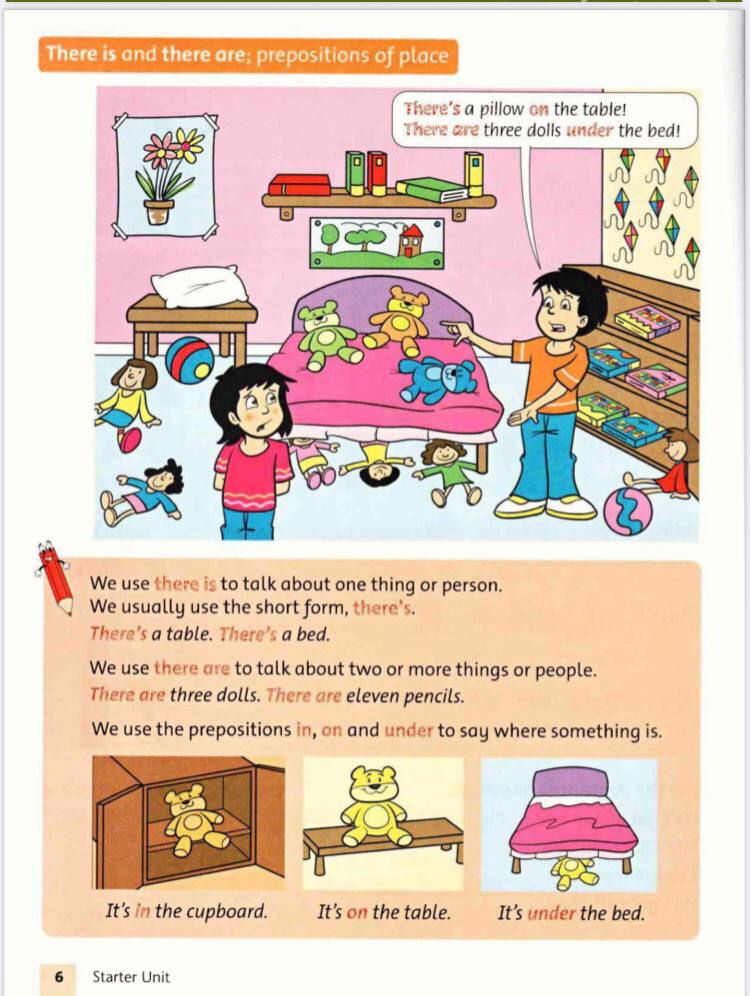 There is and there are; prepositions of place
There's a pillow on the table!
There are three dolls under the bed!
We use there is to talk about one thing or person.
We usually use the short form, there's.
There's a table. There's a bed.
We use there are to talk about two or more things or people.
There are three dolls. There are eleven pencils.
We use the prepositions in, on and under to say where something is.
It's in the cupboard.
It's on the table.
It's under the bed.
6 Starter Unit